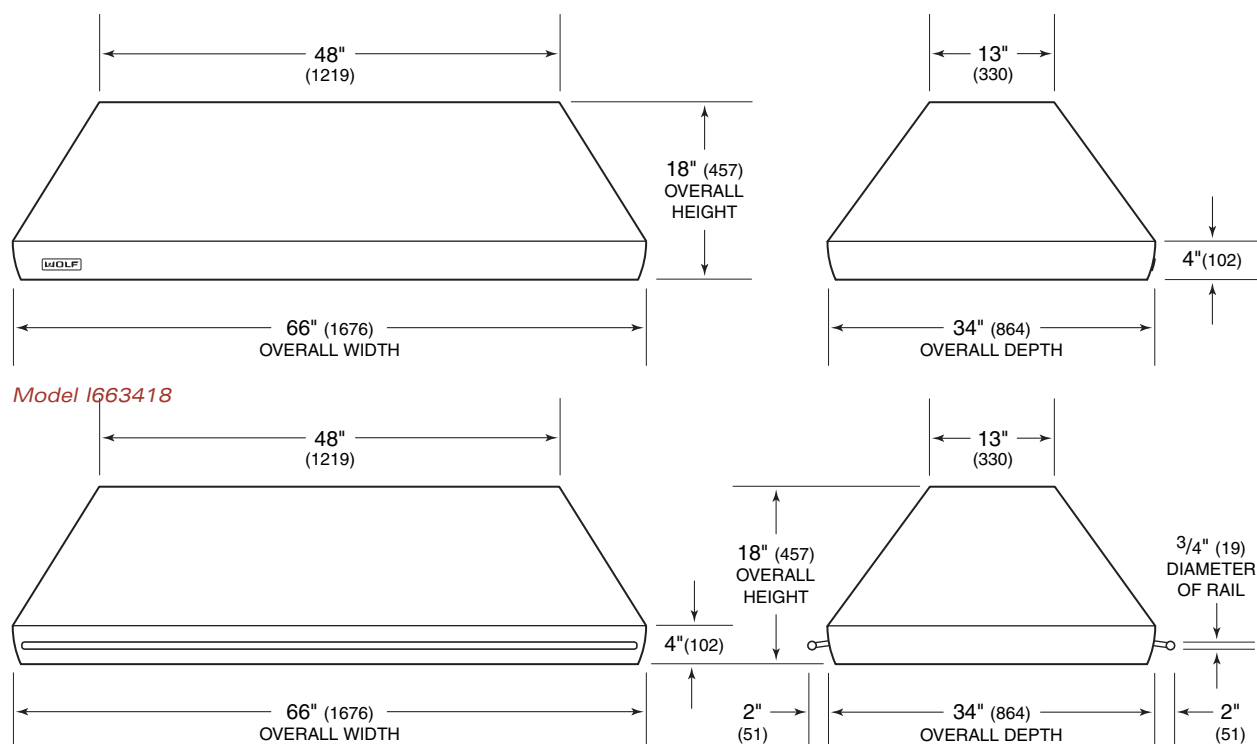 48"
(1219)
13"
(330)
18" (457)
OVERALL
HEIGHT
4"(102)
WOLF
66" (1676)
OVERALL WIDTH
34" (864)
OVERALL DEPTH
Model I663418
48"
(1219)
13"
(330)
18" (457)
OVERALL
HEIGHT
3/4" (19)
DIAMETER
OF RAIL
4"(102)
66" (1676)
OVERALL WIDTH
2"
(51)
34" (864)
OVERALL DEPTH
2"
(51)